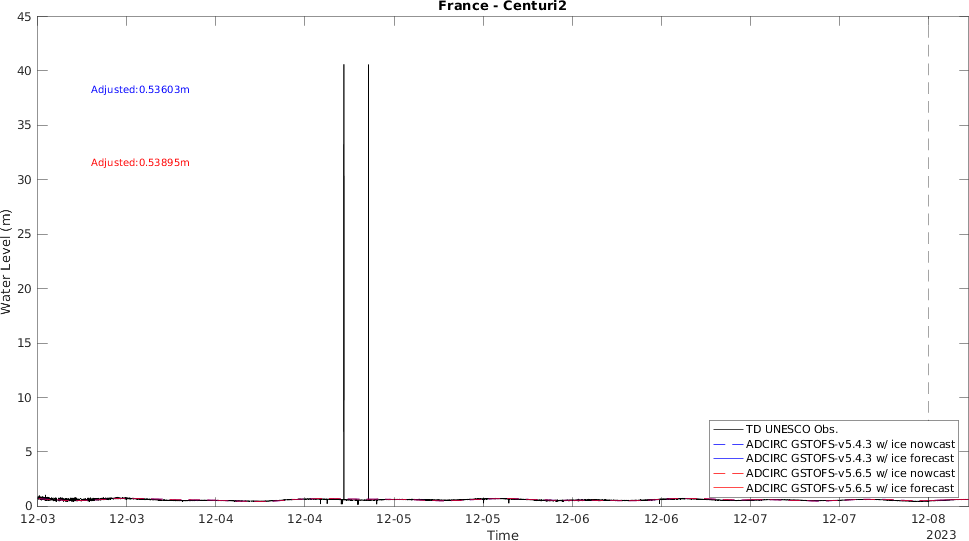 France - Centuri2
45
40
35
30
25
20
15
10
5
0
Water Level (m)
Adjusted:0.53603m
Adjusted:0.53895m
TD UNESCO Obs.
ADCIRC GSTOFS-v5.4.3 w/ ice nowcast
ADCIRC GSTOFS-v5.4.3 w/ ice forecast
ADCIRC GSTOFS-v5.6.5 w/ ice nowcast
ADCIRC GSTOFS-v5.6.5 w/ ice forecast
12-03 12-03 12-04 12-04 12-05 12-05 12-06 12-06 12-07 12-07 12-08
Time
2023